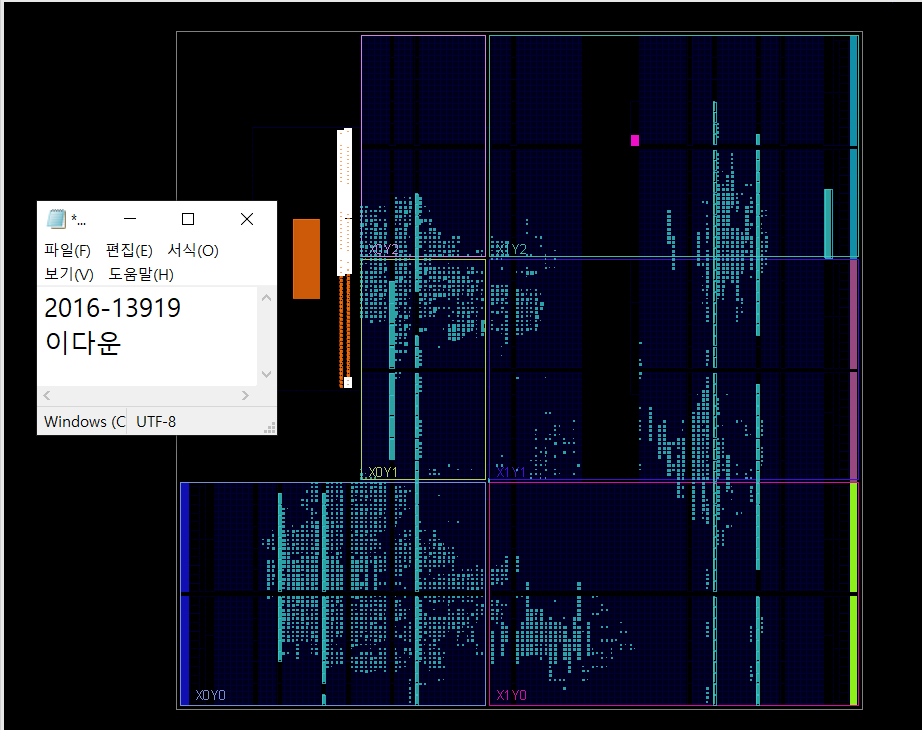 *...
파일(F) 편집(E) 서식(O)
보기(V) 도움말(H)
2016-13919
이다운
Windows (C
UTF-8
X0Y2
X1Y2
X0Y1
X1Y1
X0Y0
X1Y0